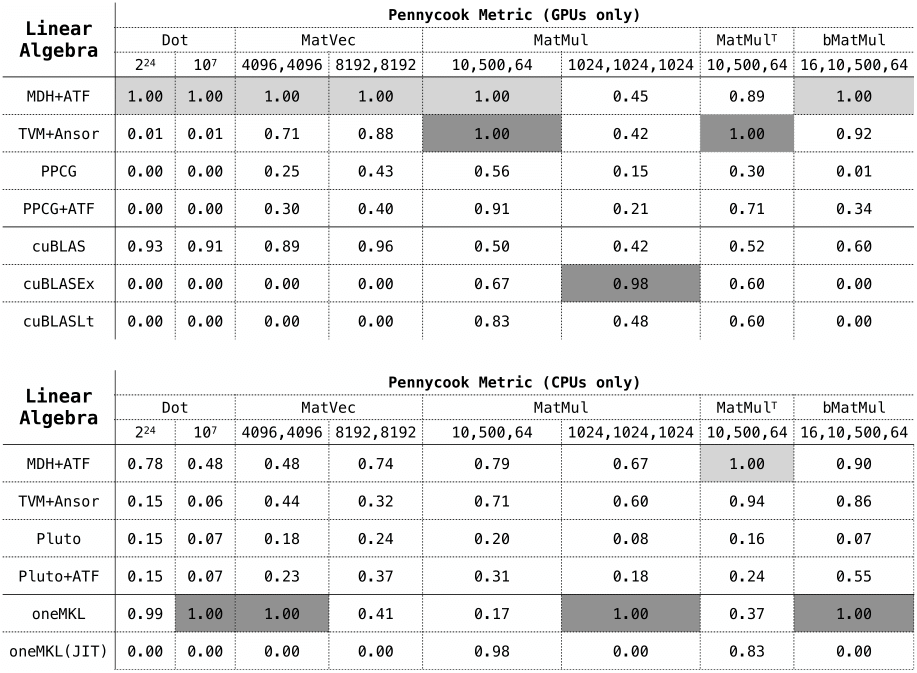 Linear Algebra Pennycook Metric (GPUs only)
Dot MatVec MatMul MatMulᵀ bMatMul
2²⁴ 10⁷ 4096,4096 8192,8192 10,500,64 1024,1024,1024 10,500,64 16,10,500,64
MDH+ATF 1.00 1.00 1.00 1.00 1.00 0.45 0.89 1.00
TVM+Ansor 0.01 0.01 0.71 0.88 1.00 0.42 1.00 0.92
PPCG 0.00 0.00 0.25 0.43 0.56 0.15 0.30 0.01
PPCG+ATF 0.00 0.00 0.30 0.40 0.91 0.21 0.71 0.34
cuBLAS 0.93 0.91 0.89 0.96 0.50 0.42 0.52 0.60
cuBLASEx 0.00 0.00 0.00 0.00 0.67 0.98 0.60 0.00
cuBLASLt 0.00 0.00 0.00 0.00 0.83 0.48 0.60 0.00
Linear Algebra Pennycook Metric (CPUs only)
Dot MatVec MatMul MatMulᵀ bMatMul
2²⁴ 10⁷ 4096,4096 8192,8192 10,500,64 1024,1024,1024 10,500,64 16,10,500,64
MDH+ATF 0.78 0.48 0.48 0.74 0.79 0.67 1.00 0.90
TVM+Ansor 0.15 0.06 0.44 0.32 0.71 0.60 0.94 0.86
Pluto 0.15 0.07 0.18 0.24 0.20 0.08 0.16 0.07
Pluto+ATF 0.15 0.07 0.23 0.37 0.31 0.18 0.24 0.55
oneMKL 0.99 1.00 1.00 0.41 0.17 1.00 0.37 1.00
oneMKL(JIT) 0.00 0.00 0.00 0.00 0.98 0.00 0.83 0.00